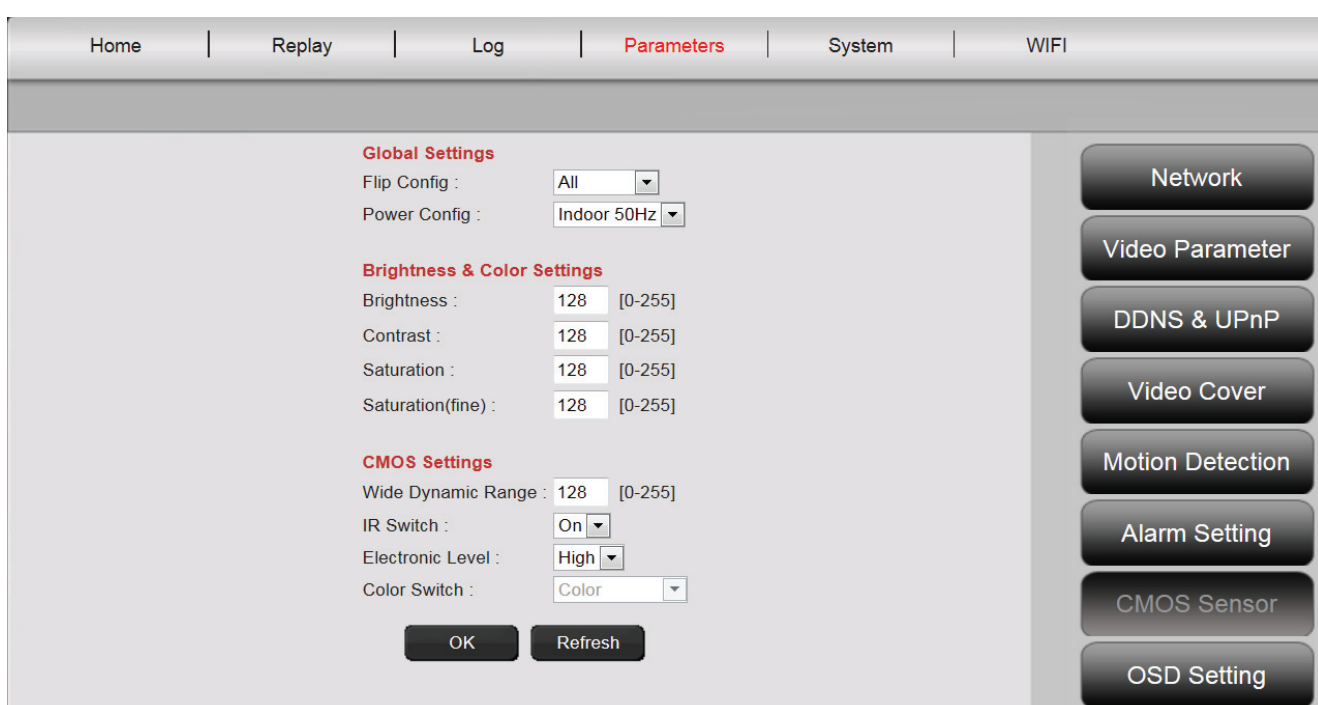 Home | Replay | Log | Parameters | System | WIFI
Global Settings
Flip Config : All
Power Config : Indoor 50Hz
Brightness & Color Settings
Brightness : 128 [0-255]
Contrast : 128 [0-255]
Saturation : 128 [0-255]
Saturation(fine) : 128 [0-255]
CMOS Settings
Wide Dynamic Range : 128 [0-255]
IR Switch : On
Electronic Level : High
Color Switch : Color
OK Refresh
Network
Video Parameter
DDNS & UPnP
Video Cover
Motion Detection
Alarm Setting
CMOS Sensor
OSD Setting